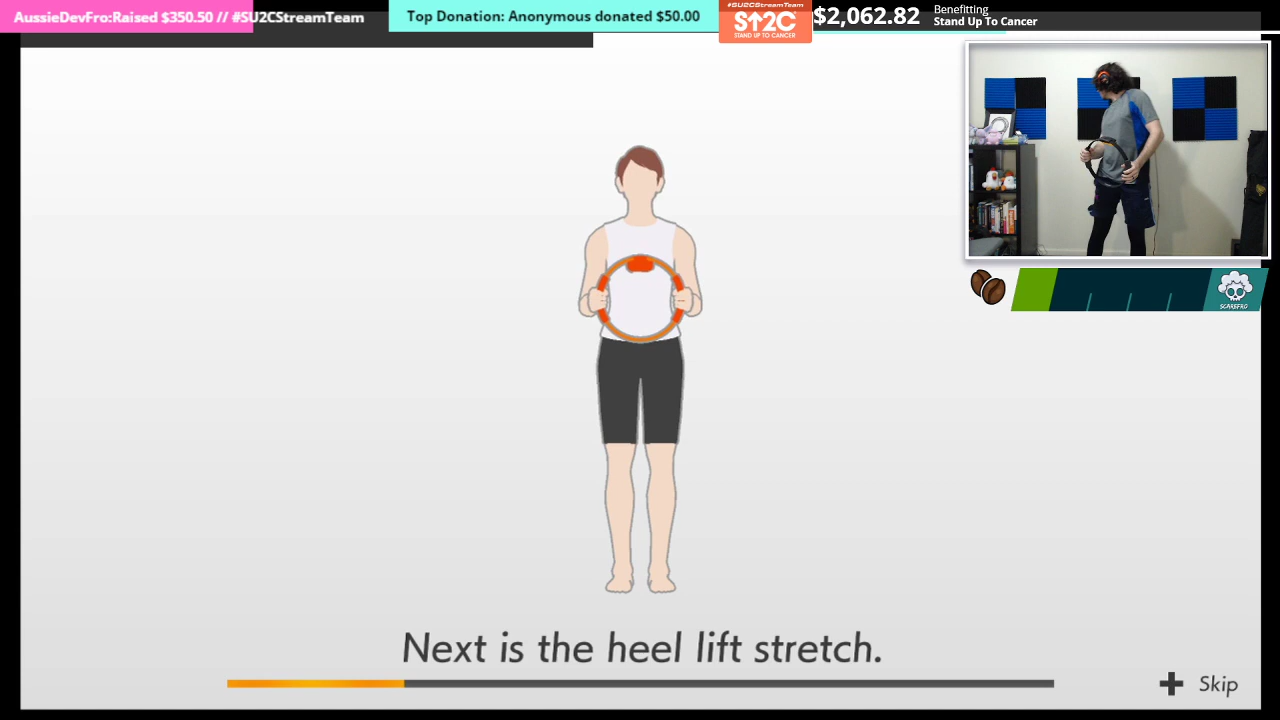 AussieDevFro:Raised $350.50 // #SU2CStreamTeam
Top Donation: Anonymous donated $50.00
#SU2CStreamTeam
SU2C
STAND UP TO CANCER
$2,062.82
Benefitting
Stand Up To Cancer
SCARBFRO
Next is the heel lift stretch.
Skip